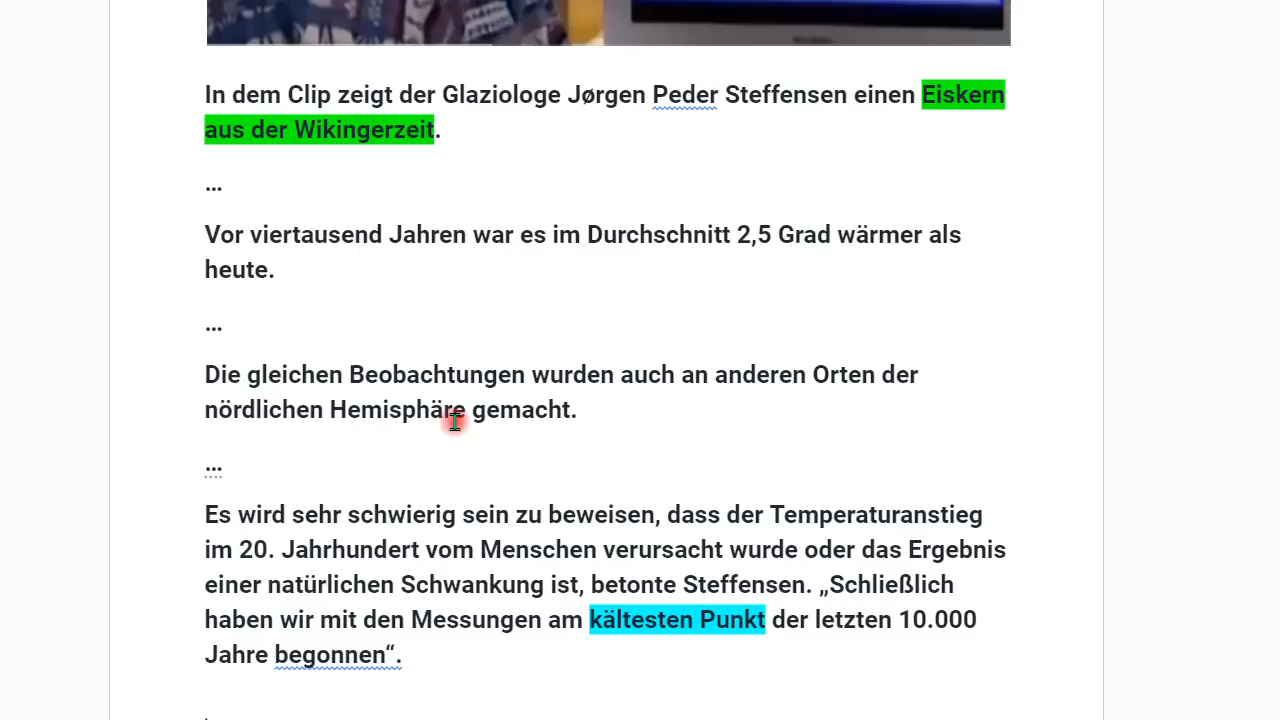 In dem Clip zeigt der Glaziologe Jørgen Peder Steffensen einen Eiskern
aus der Wikingerzeit.
...
Vor viertausend Jahren war es im Durchschnitt 2,5 Grad wärmer als
heute.
...
Die gleichen Beobachtungen wurden auch an anderen Orten der
nördlichen Hemisphäre gemacht.
...
Es wird sehr schwierig sein zu beweisen, dass der Temperaturanstieg
im 20. Jahrhundert vom Menschen verursacht wurde oder das Ergebnis
einer natürlichen Schwankung ist, betonte Steffensen. „Schließlich
haben wir mit den Messungen am kältesten Punkt der letzten 10.000
Jahre begonnen“.